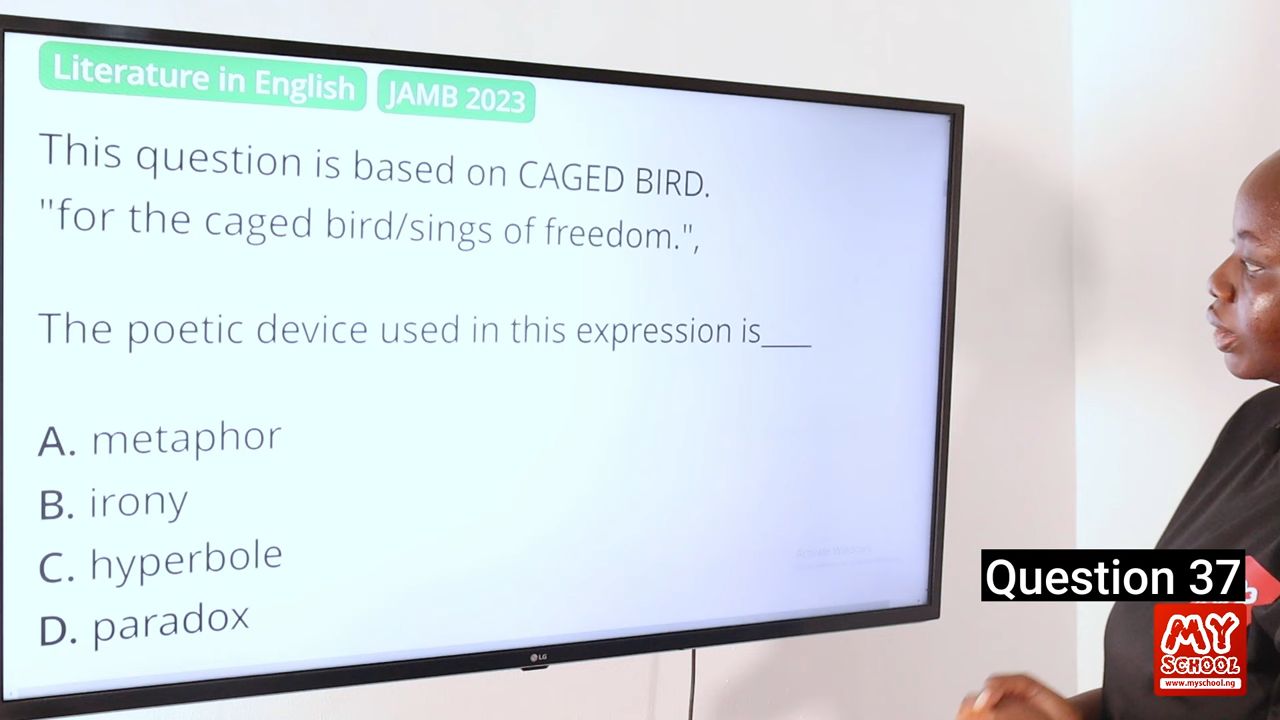 Literature in English JAMB 2023
This question is based on CAGED BIRD.
"for the caged bird/sings of freedom.",
The poetic device used in this expression is____
A. metaphor
B. irony
C. hyperbole
D. paradox
LG
Question 37
MY
SCHOOL
www.myschool.ng